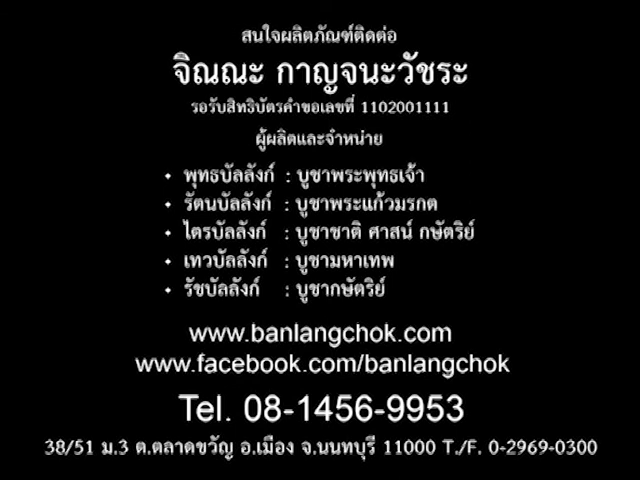 สนใจผลิตภัณฑ์ติดต่อ
จิณณะ กาญจนะวัชระ
รอรับสิทธิบัตรคำขอเลขที่ 1102001111
ผู้ผลิตและจำหน่าย
• พุทธบัลลังก์ : บูชาพระพุทธเจ้า
• รัตนบัลลังก์ : บูชาพระแก้วมรกต
• ไตรบัลลังก์ : บูชาชาติ ศาสน์ กษัตริย์
• เทวบัลลังก์ : บูชามหาเทพ
• รัชบัลลังก์ : บูชากษัตริย์
www.banlangchok.com
www.facebook.com/banlangchok
Tel. 08-1456-9953
38/51 ม.3 ต.ตลาดขวัญ อ.เมือง จ.นนทบุรี 11000 T./F. 0-2969-0300